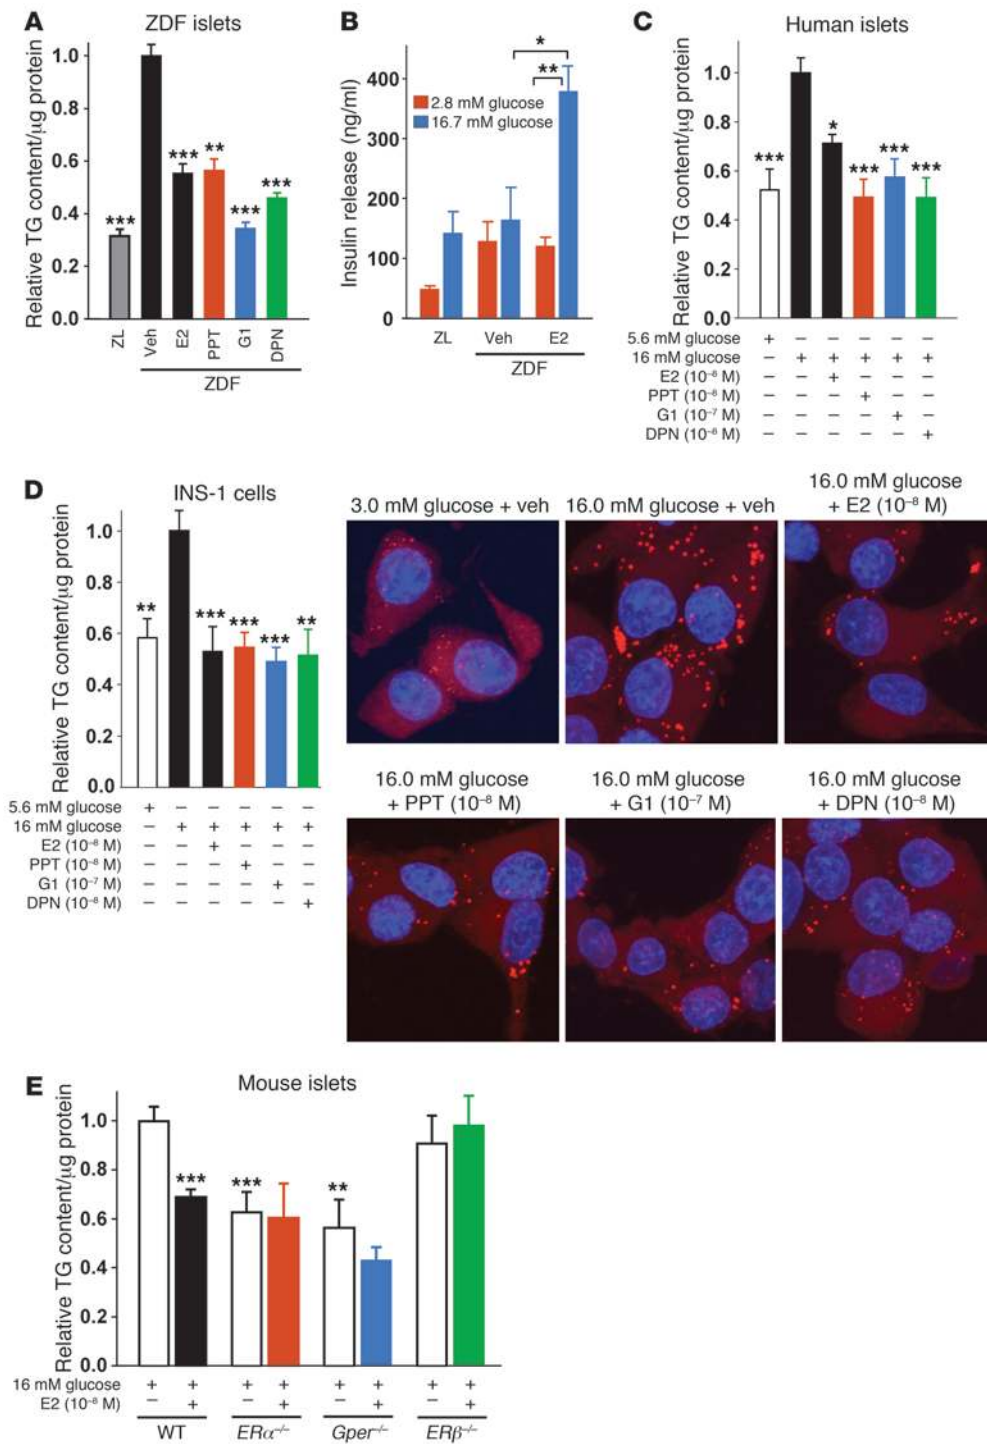 A
ZDF islets
Relative TG content/μg protein
1.0
0.8
0.6
0.4
0.2
0.0
***
***
**
***
***
ZL
Veh
E2
PPT
G1
DPN
ZDF
B
Insulin release (ng/ml)
400
300
200
100
0
*
**
2.8 mM glucose
16.7 mM glucose
ZL
Veh
E2
ZDF
C
Human islets
Relative TG content/μg protein
1.0
0.8
0.6
0.4
0.2
0.0
***
*
***
***
***
5.6 mM glucose + – – – – –
16 mM glucose – + + + + +
E2 (10⁻⁸ M) – – + – – –
PPT (10⁻⁸ M) – – – + – –
G1 (10⁻⁷ M) – – – – + –
DPN (10⁻⁸ M) – – – – – +
D
INS-1 cells
Relative TG content/μg protein
1.0
0.8
0.6
0.4
0.2
0.0
**
***
***
***
**
5.6 mM glucose + – – – – –
16 mM glucose – + + + + +
E2 (10⁻⁸ M) – – + – – –
PPT (10⁻⁸ M) – – – + – –
G1 (10⁻⁷ M) – – – – + –
DPN (10⁻⁸ M) – – – – – +
3.0 mM glucose + veh
16.0 mM glucose + veh
16.0 mM glucose
+ E2 (10⁻⁸ M)
16.0 mM glucose
+ PPT (10⁻⁸ M)
16.0 mM glucose
+ G1 (10⁻⁷ M)
16.0 mM glucose
+ DPN (10⁻⁸ M)
E
Mouse islets
Relative TG content/μg protein
1.0
0.8
0.6
0.4
0.2
0.0
***
***
**
16 mM glucose + + + + + + + +
E2 (10⁻⁸ M) – + – + – + – +
WT
ERα⁻/⁻
Gper⁻/⁻
ERβ⁻/⁻